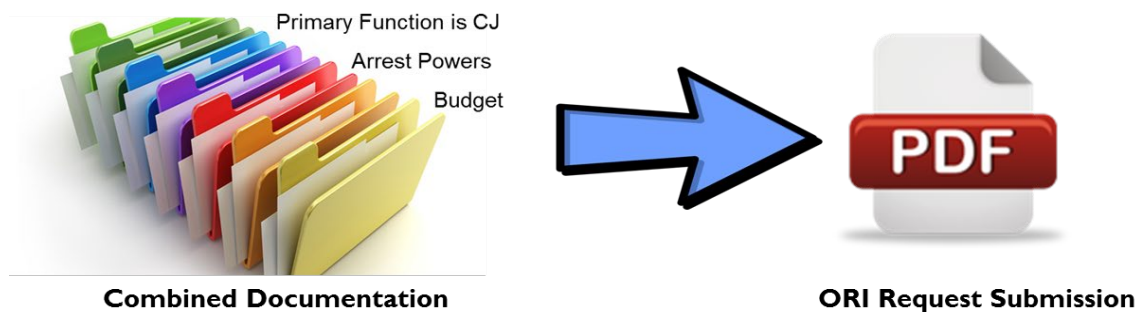 Primary Function is CJ
Arrest Powers
Budget
PDF
Combined Documentation
ORI Request Submission